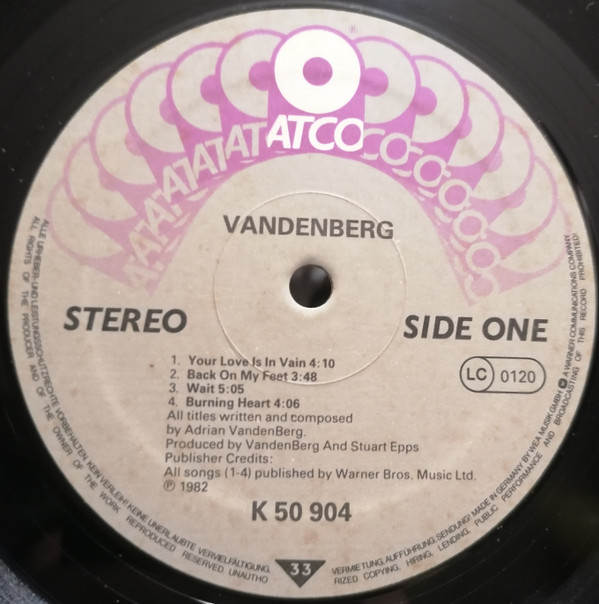 ATATATATATCOCOCOCOCO
VANDENBERG
STEREO
SIDE ONE
1. Your Love Is In Vain 4:10
2. Back On My Feet 3:48
3. Wait 5:05
4. Burning Heart 4:06
LC 0120
All titles written and composed
by Adrian VandenBerg.
Produced by VandenBerg And Stuart Epps
Publisher Credits:
All songs (1-4) published by Warner Bros. Music Ltd.
℗ 1982
K 50 904
33
ALLE URHEBER- UND LEISTUNGSSCHUTZRECHTE VORBEHALTEN. KEIN VERLEIH! KEINE UNERLAUBTE VERVIELFÄLTIGUNG,
VERMIETUNG, AUFFÜHRUNG, SENDUNG! MADE IN GERMANY BY WEA MUSIK GMBH A WARNER COMMUNICATIONS COMPANY
ALL RIGHTS OF THE PRODUCER AND OF THE OWNER OF THE WORK REPRODUCED RESERVED. UNAUTHO
RIZED COPYING, HIRING, LENDING, PUBLIC PERFORMANCE AND BROADCASTING OF THIS RECORD PROHIBITED!